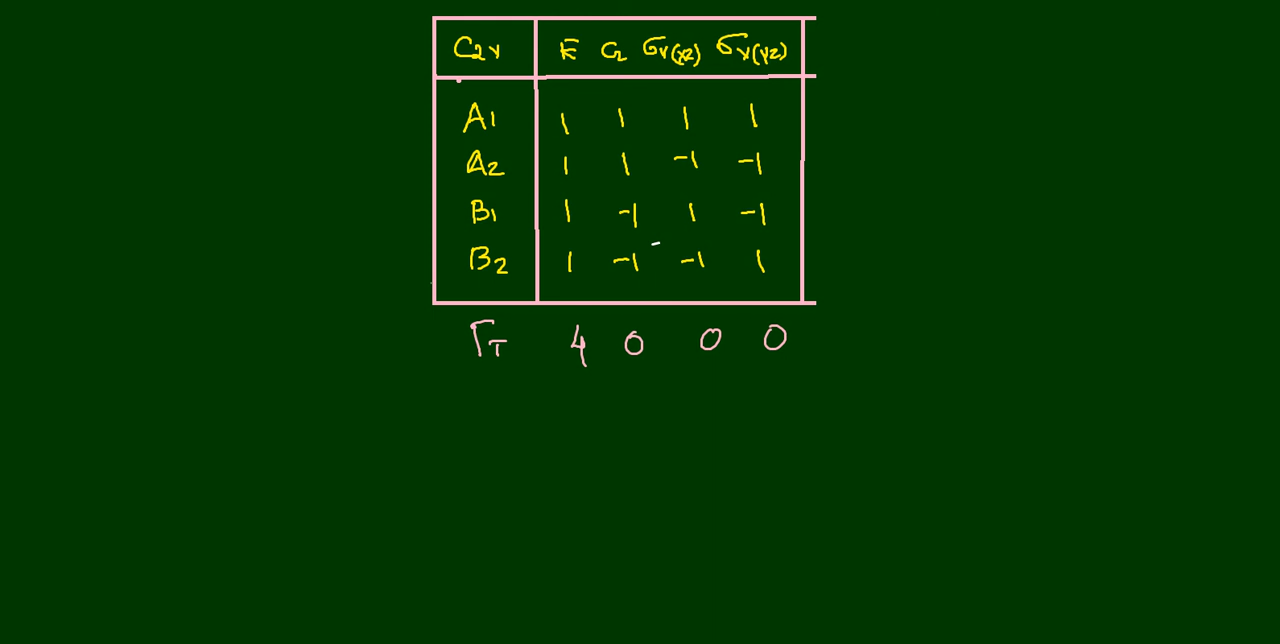 C2v E C2 σv(xz) σv(yz)
A1 1 1 1 1
A2 1 1 -1 -1
B1 1 -1 1 -1
B2 1 -1 -1 1
ΓT 4 0 0 0